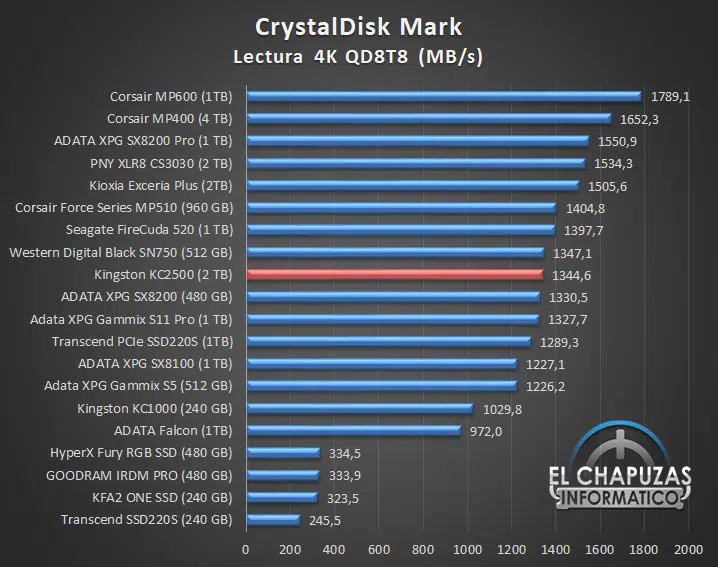 CrystalDisk Mark
Lectura 4K QD8T8 (MB/s)
Corsair MP600 (1TB) 1789,1
Corsair MP400 (4 TB) 1652,3
ADATA XPG SX8200 Pro (1 TB) 1550,9
PNY XLR8 CS3030 (2 TB) 1534,3
Kioxia Exceria Plus (2TB) 1505,6
Corsair Force Series MP510 (960 GB) 1404,8
Seagate FireCuda 520 (1 TB) 1397,7
Western Digital Black SN750 (512 GB) 1347,1
Kingston KC2500 (2 TB) 1344,6
ADATA XPG SX8200 (480 GB) 1330,5
Adata XPG Gammix S11 Pro (1 TB) 1327,7
Transcend PCIe SSD220S (1TB) 1289,3
ADATA XPG SX8100 (1 TB) 1227,1
Adata XPG Gammix S5 (512 GB) 1226,2
Kingston KC1000 (240 GB) 1029,8
ADATA Falcon (1TB) 972,0
HyperX Fury RGB SSD (480 GB) 334,5
GOODRAM IRDM PRO (480 GB) 333,9
KFA2 ONE SSD (240 GB) 323,5
Transcend SSD220S (240 GB) 245,5
0 200 400 600 800 1000 1200 1400 1600 1800 2000
EL CHAPUZAS
INFORMÁTICO